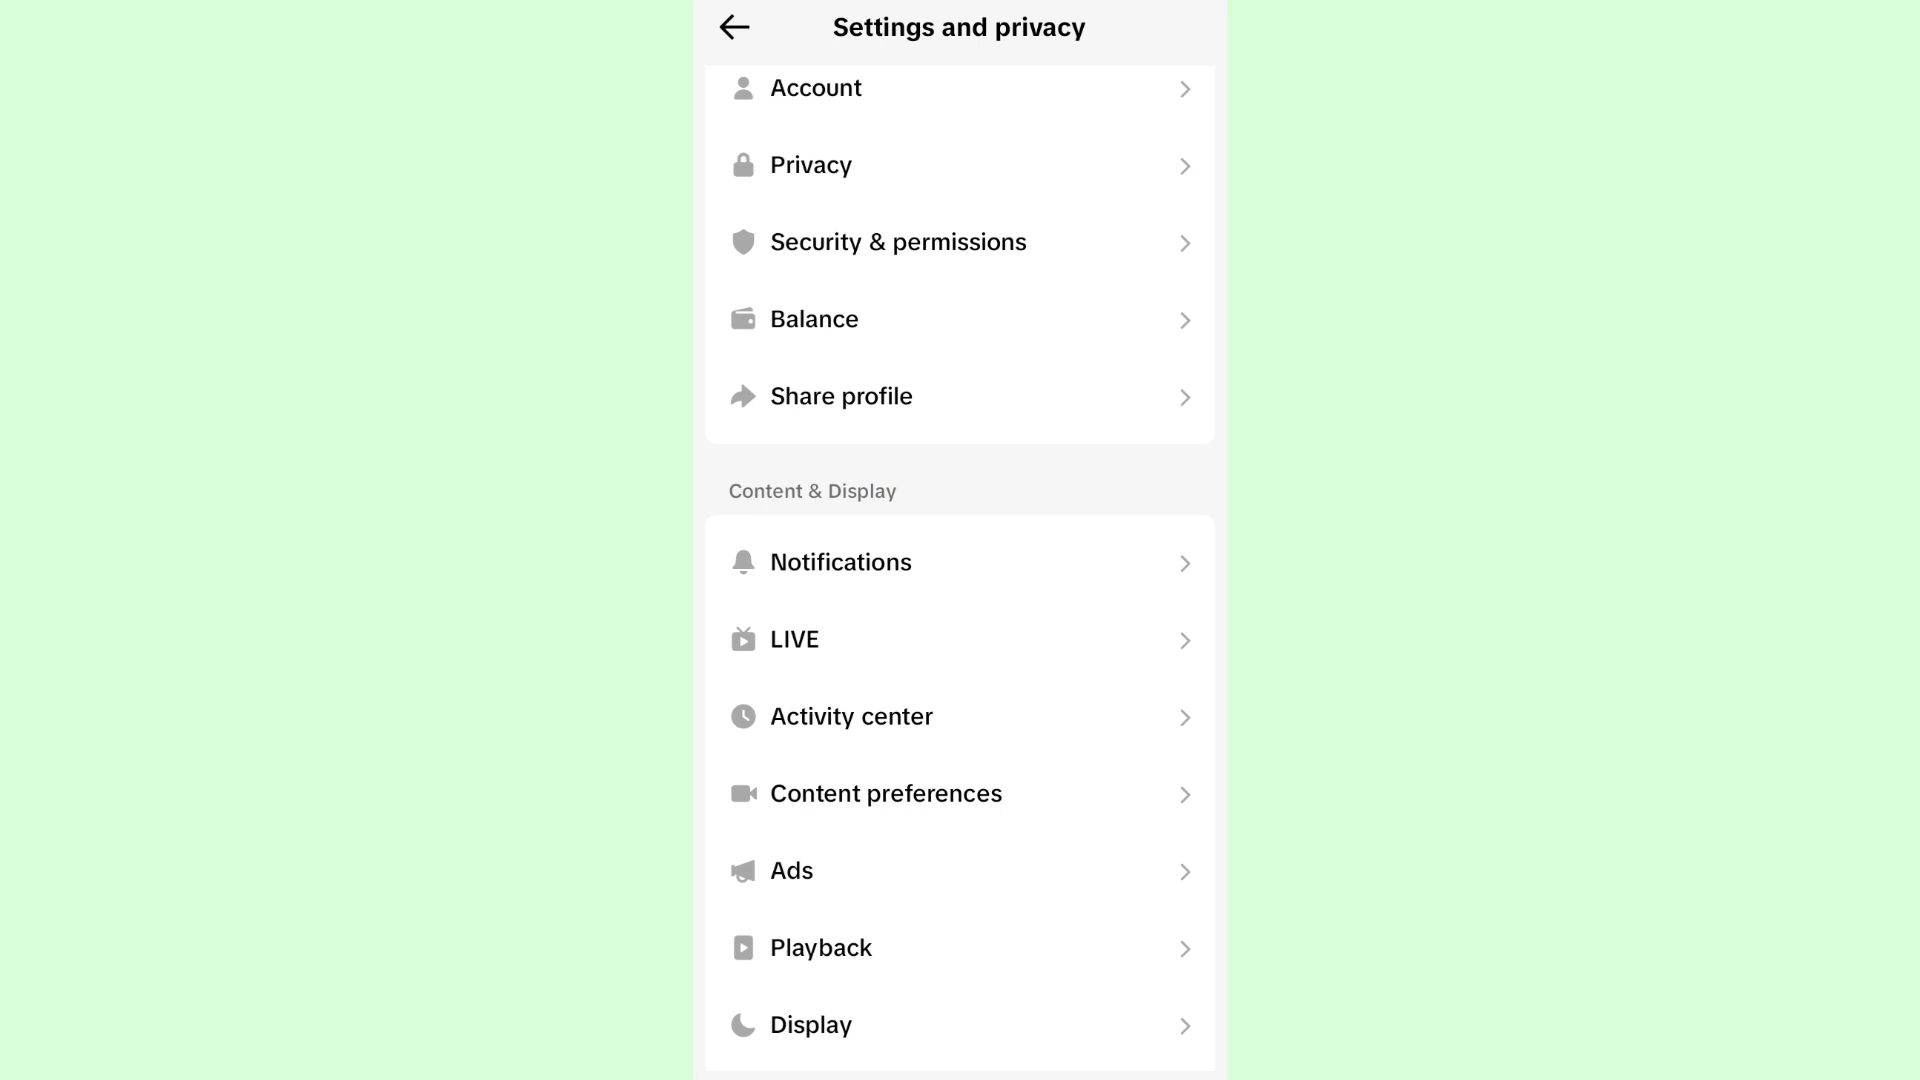 Settings and privacy
Account
Privacy
Security & permissions
Balance
Share profile
Content & Display
Notifications
LIVE
Activity center
Content preferences
Ads
Playback
Display